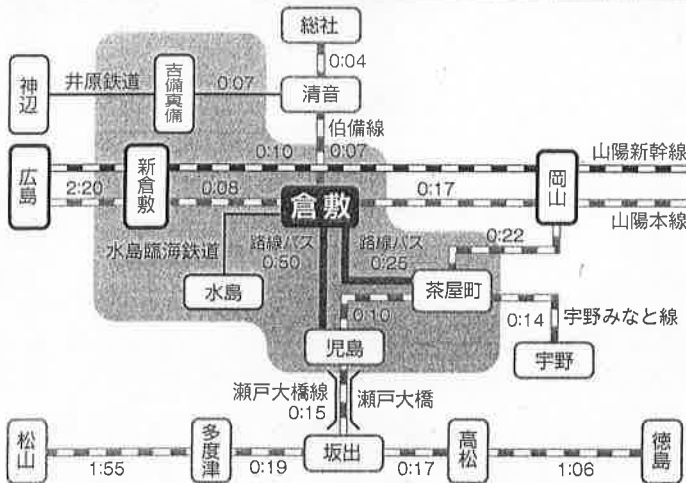 総社
0:04
神辺
井原鉄道
吉備真備
0:07
清音
伯備線
0:10
0:07
山陽新幹線
広島
2:20
新倉敷
0:08
倉敷
0:17
岡山
山陽本線
水島臨海鉄道
路線バス
0:50
路線バス
0:25
0:22
水島
茶屋町
0:10
0:14
宇野みなと線
児島
宇野
瀬戸大橋線
0:15
瀬戸大橋
松山
1:55
多度津
0:19
坂出
0:17
高松
1:06
徳島